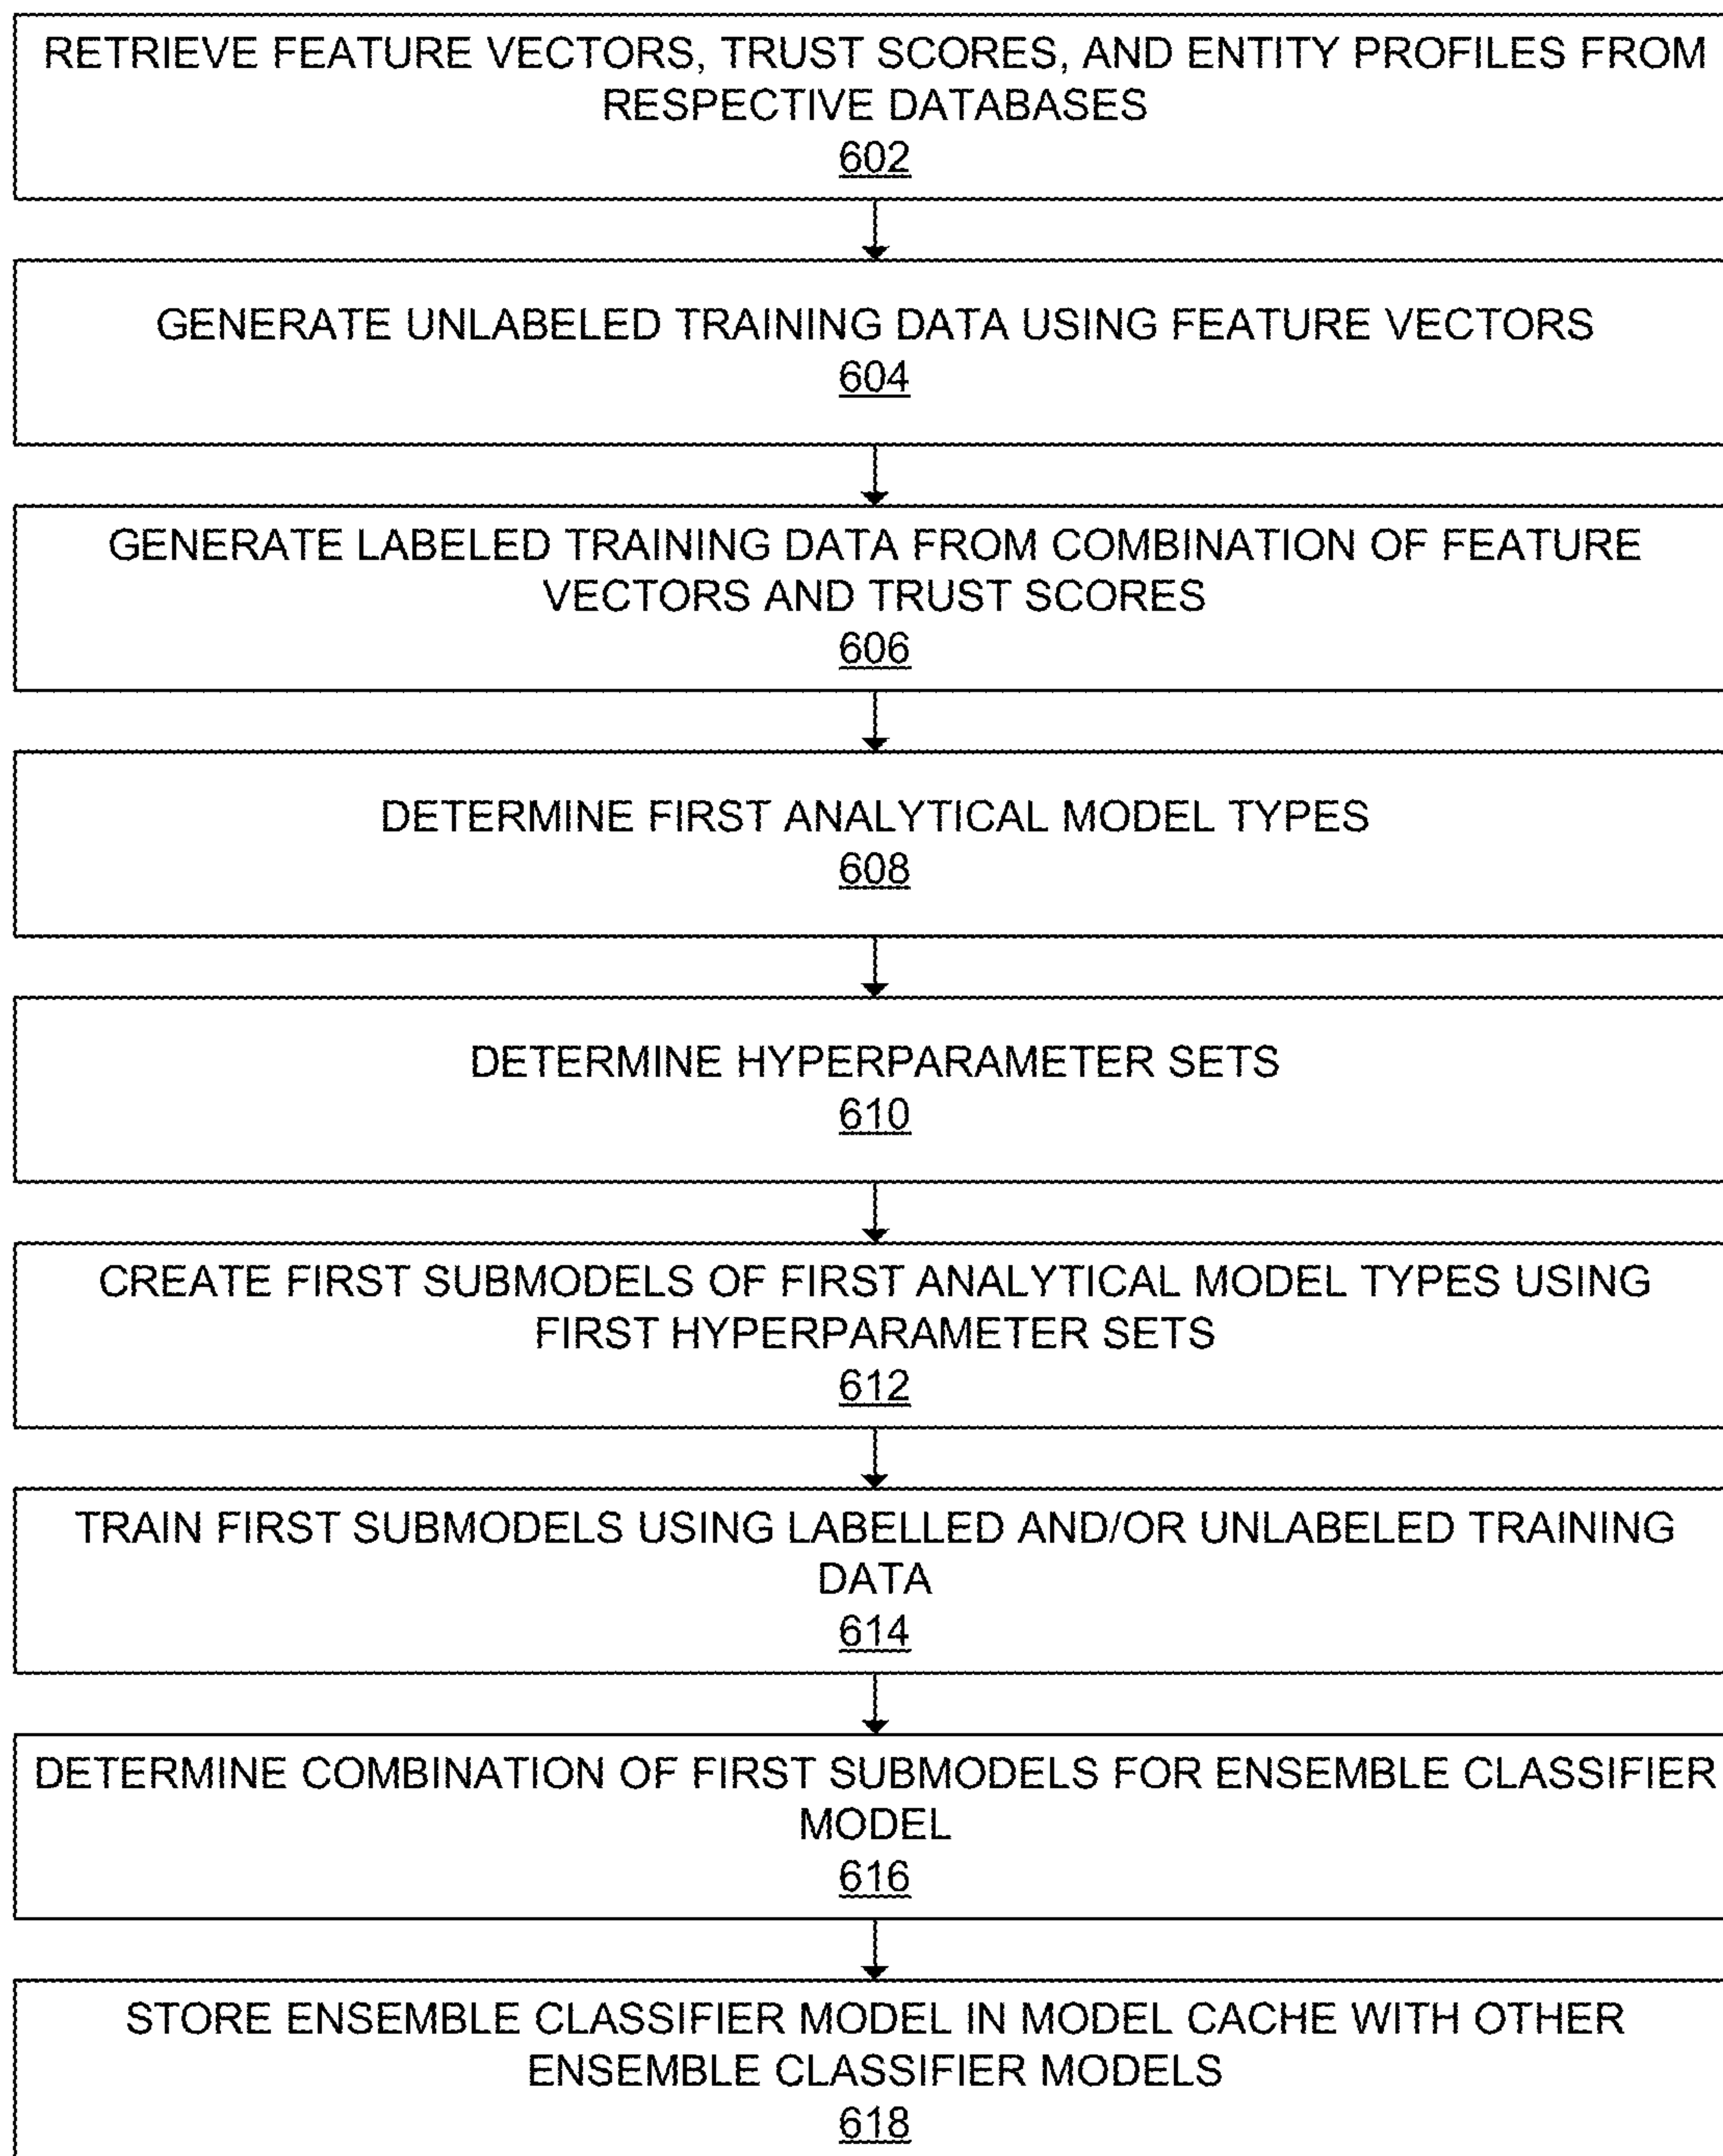 RETRIEVE FEATURE VECTORS, TRUST SCORES, AND ENTITY PROFILES FROM
RESPECTIVE DATABASES
602
GENERATE UNLABELED TRAINING DATA USING FEATURE VECTORS
604
GENERATE LABELED TRAINING DATA FROM COMBINATION OF FEATURE
VECTORS AND TRUST SCORES
606
DETERMINE FIRST ANALYTICAL MODEL TYPES
608
DETERMINE HYPERPARAMETER SETS
610
CREATE FIRST SUBMODELS OF FIRST ANALYTICAL MODEL TYPES USING
FIRST HYPERPARAMETER SETS
612
TRAIN FIRST SUBMODELS USING LABELLED AND/OR UNLABELED TRAINING
DATA
614
DETERMINE COMBINATION OF FIRST SUBMODELS FOR ENSEMBLE CLASSIFIER
MODEL
616
STORE ENSEMBLE CLASSIFIER MODEL IN MODEL CACHE WITH OTHER
ENSEMBLE CLASSIFIER MODELS
618